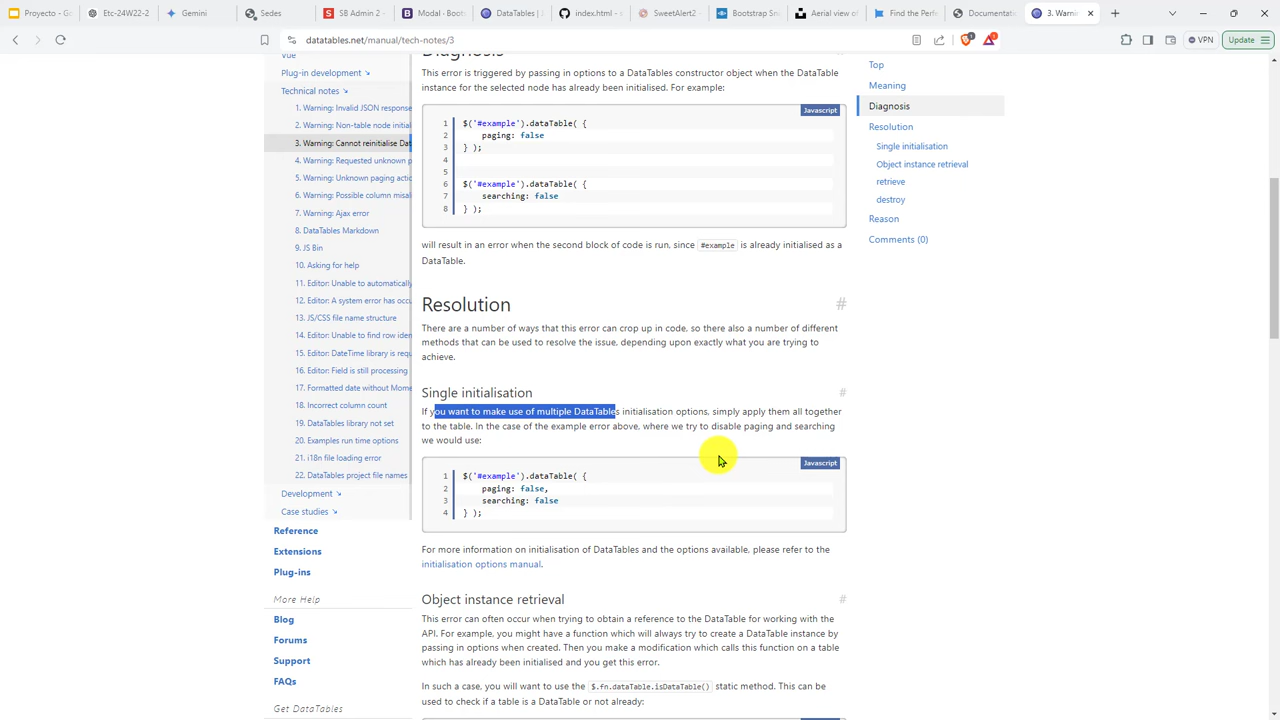 Proyecto – Go
Etc-24W22-2
Gemini
Sedes
SB Admin 2 -
Modal · Boots
DataTables | J
index.html - g
SweetAlert2 -
Bootstrap Sni
Aerial view of
Find the Perfe
Documentatio
3. Warnin
datatables.net/manual/tech-notes/3
VPN
Update
Vue
Plug-in development
Technical notes
1. Warning: Invalid JSON response
2. Warning: Non-table node initial
3. Warning: Cannot reinitialise Dat
4. Warning: Requested unknown p
5. Warning: Unknown paging actio
6. Warning: Possible column misal
7. Warning: Ajax error
8. DataTables Markdown
9. JS Bin
10. Asking for help
11. Editor: Unable to automatically
12. Editor: A system error has occu
13. JS/CSS file name structure
14. Editor: Unable to find row iden
15. Editor: DateTime library is requ
16. Editor: Field is still processing
17. Formatted date without Mome
18. Incorrect column count
19. DataTables library not set
20. Examples run time options
21. i18n file loading error
22. DataTables project file names
Development
Case studies
Reference
Extensions
Plug-ins
More Help
Blog
Forums
Support
FAQs
Get DataTables
Diagnosis
This error is triggered by passing in options to a DataTables constructor object when the DataTable
instance for the selected node has already been initialised. For example:
Javascript
1 $('#example').dataTable( {
2 paging: false
3 } );
4
5
6 $('#example').dataTable( {
7 searching: false
8 } );
will result in an error when the second block of code is run, since #example is already initialised as a
DataTable.
Resolution #
There are a number of ways that this error can crop up in code, so there also a number of different
methods that can be used to resolve the issue, depending upon exactly what you are trying to
achieve.
Single initialisation #
If you want to make use of multiple DataTables initialisation options, simply apply them all together
to the table. In the case of the example error above, where we try to disable paging and searching
we would use:
Javascript
1 $('#example').dataTable( {
2 paging: false,
3 searching: false
4 } );
For more information on initialisation of DataTables and the options available, please refer to the
initialisation options manual.
Object instance retrieval #
This error can often occur when trying to obtain a reference to the DataTable for working with the
API. For example, you might have a function which will always try to create a DataTable instance by
passing in options when created. Then you make a modification which calls this function on a table
which has already been initialised and you get this error.
In such a case, you will want to use the $.fn.dataTable.isDataTable() static method. This can be
used to check if a table is a DataTable or not already:
Top
Meaning
Diagnosis
Resolution
Single initialisation
Object instance retrieval
retrieve
destroy
Reason
Comments (0)